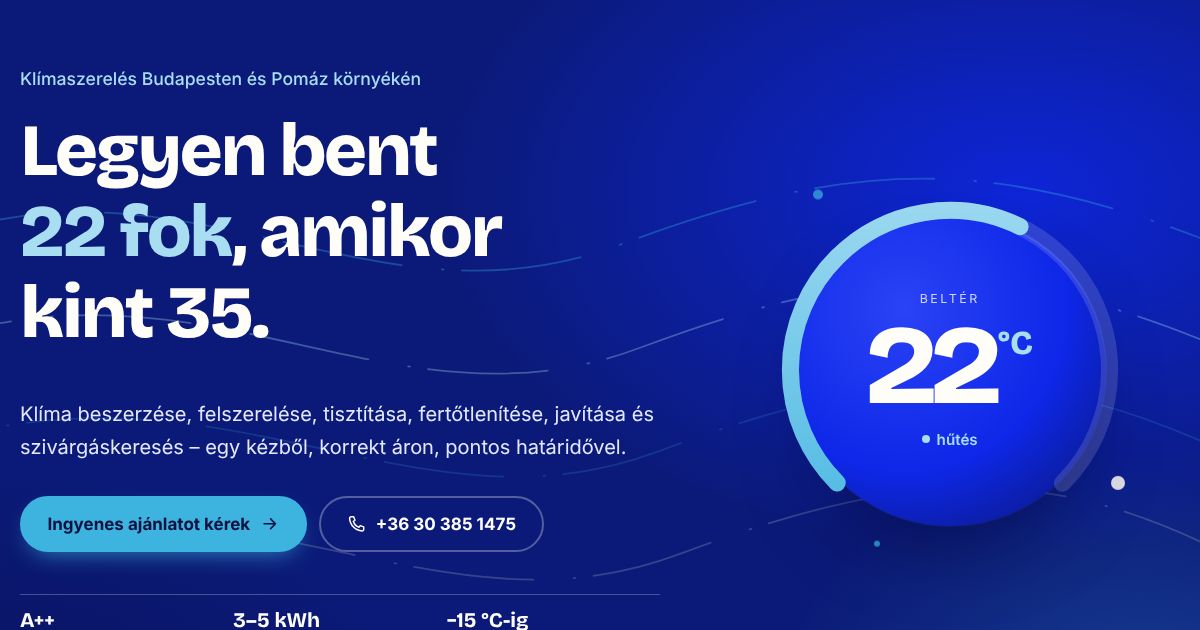 Klímaszerelés Budapesten és Pomáz környékén
Legyen bent
22 fok, amikor
kint 35.
Klíma beszerzése, felszerelése, tisztítása, fertőtlenítése, javítása és
szivárgáskeresés – egy kézből, korrekt áron, pontos határidővel.
Ingyenes ajánlatot kérek →
+36 30 385 1475
A++
3–5 kWh
−15 °C-ig
BELTÉR
22 °C
hűtés